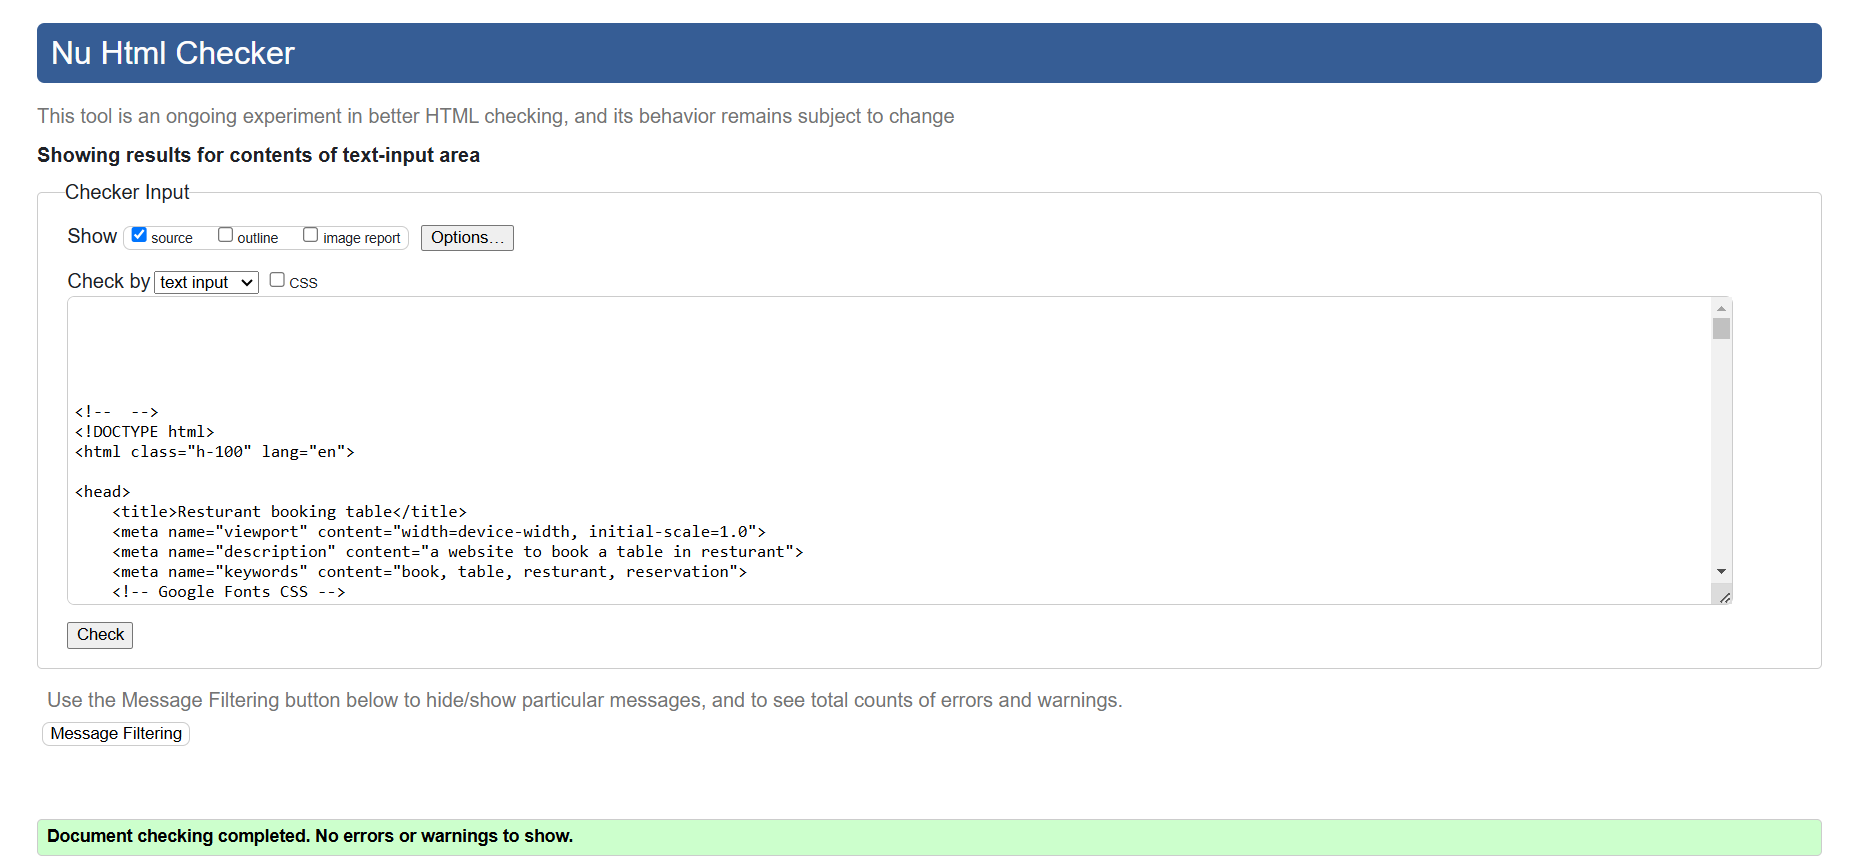 Nu Html Checker
This tool is an ongoing experiment in better HTML checking, and its behavior remains subject to change
Showing results for contents of text-input area
Checker Input
Show source outline image report Options...
Check by text input CSS
<!--  -->
<!DOCTYPE html>
<html class="h-100" lang="en">
<head>
    <title>Resturant booking table</title>
    <meta name="viewport" content="width=device-width, initial-scale=1.0">
    <meta name="description" content="a website to book a table in resturant">
    <meta name="keywords" content="book, table, resturant, reservation">
    <!-- Google Fonts CSS -->
Check
Use the Message Filtering button below to hide/show particular messages, and to see total counts of errors and warnings.
Message Filtering
Document checking completed. No errors or warnings to show.